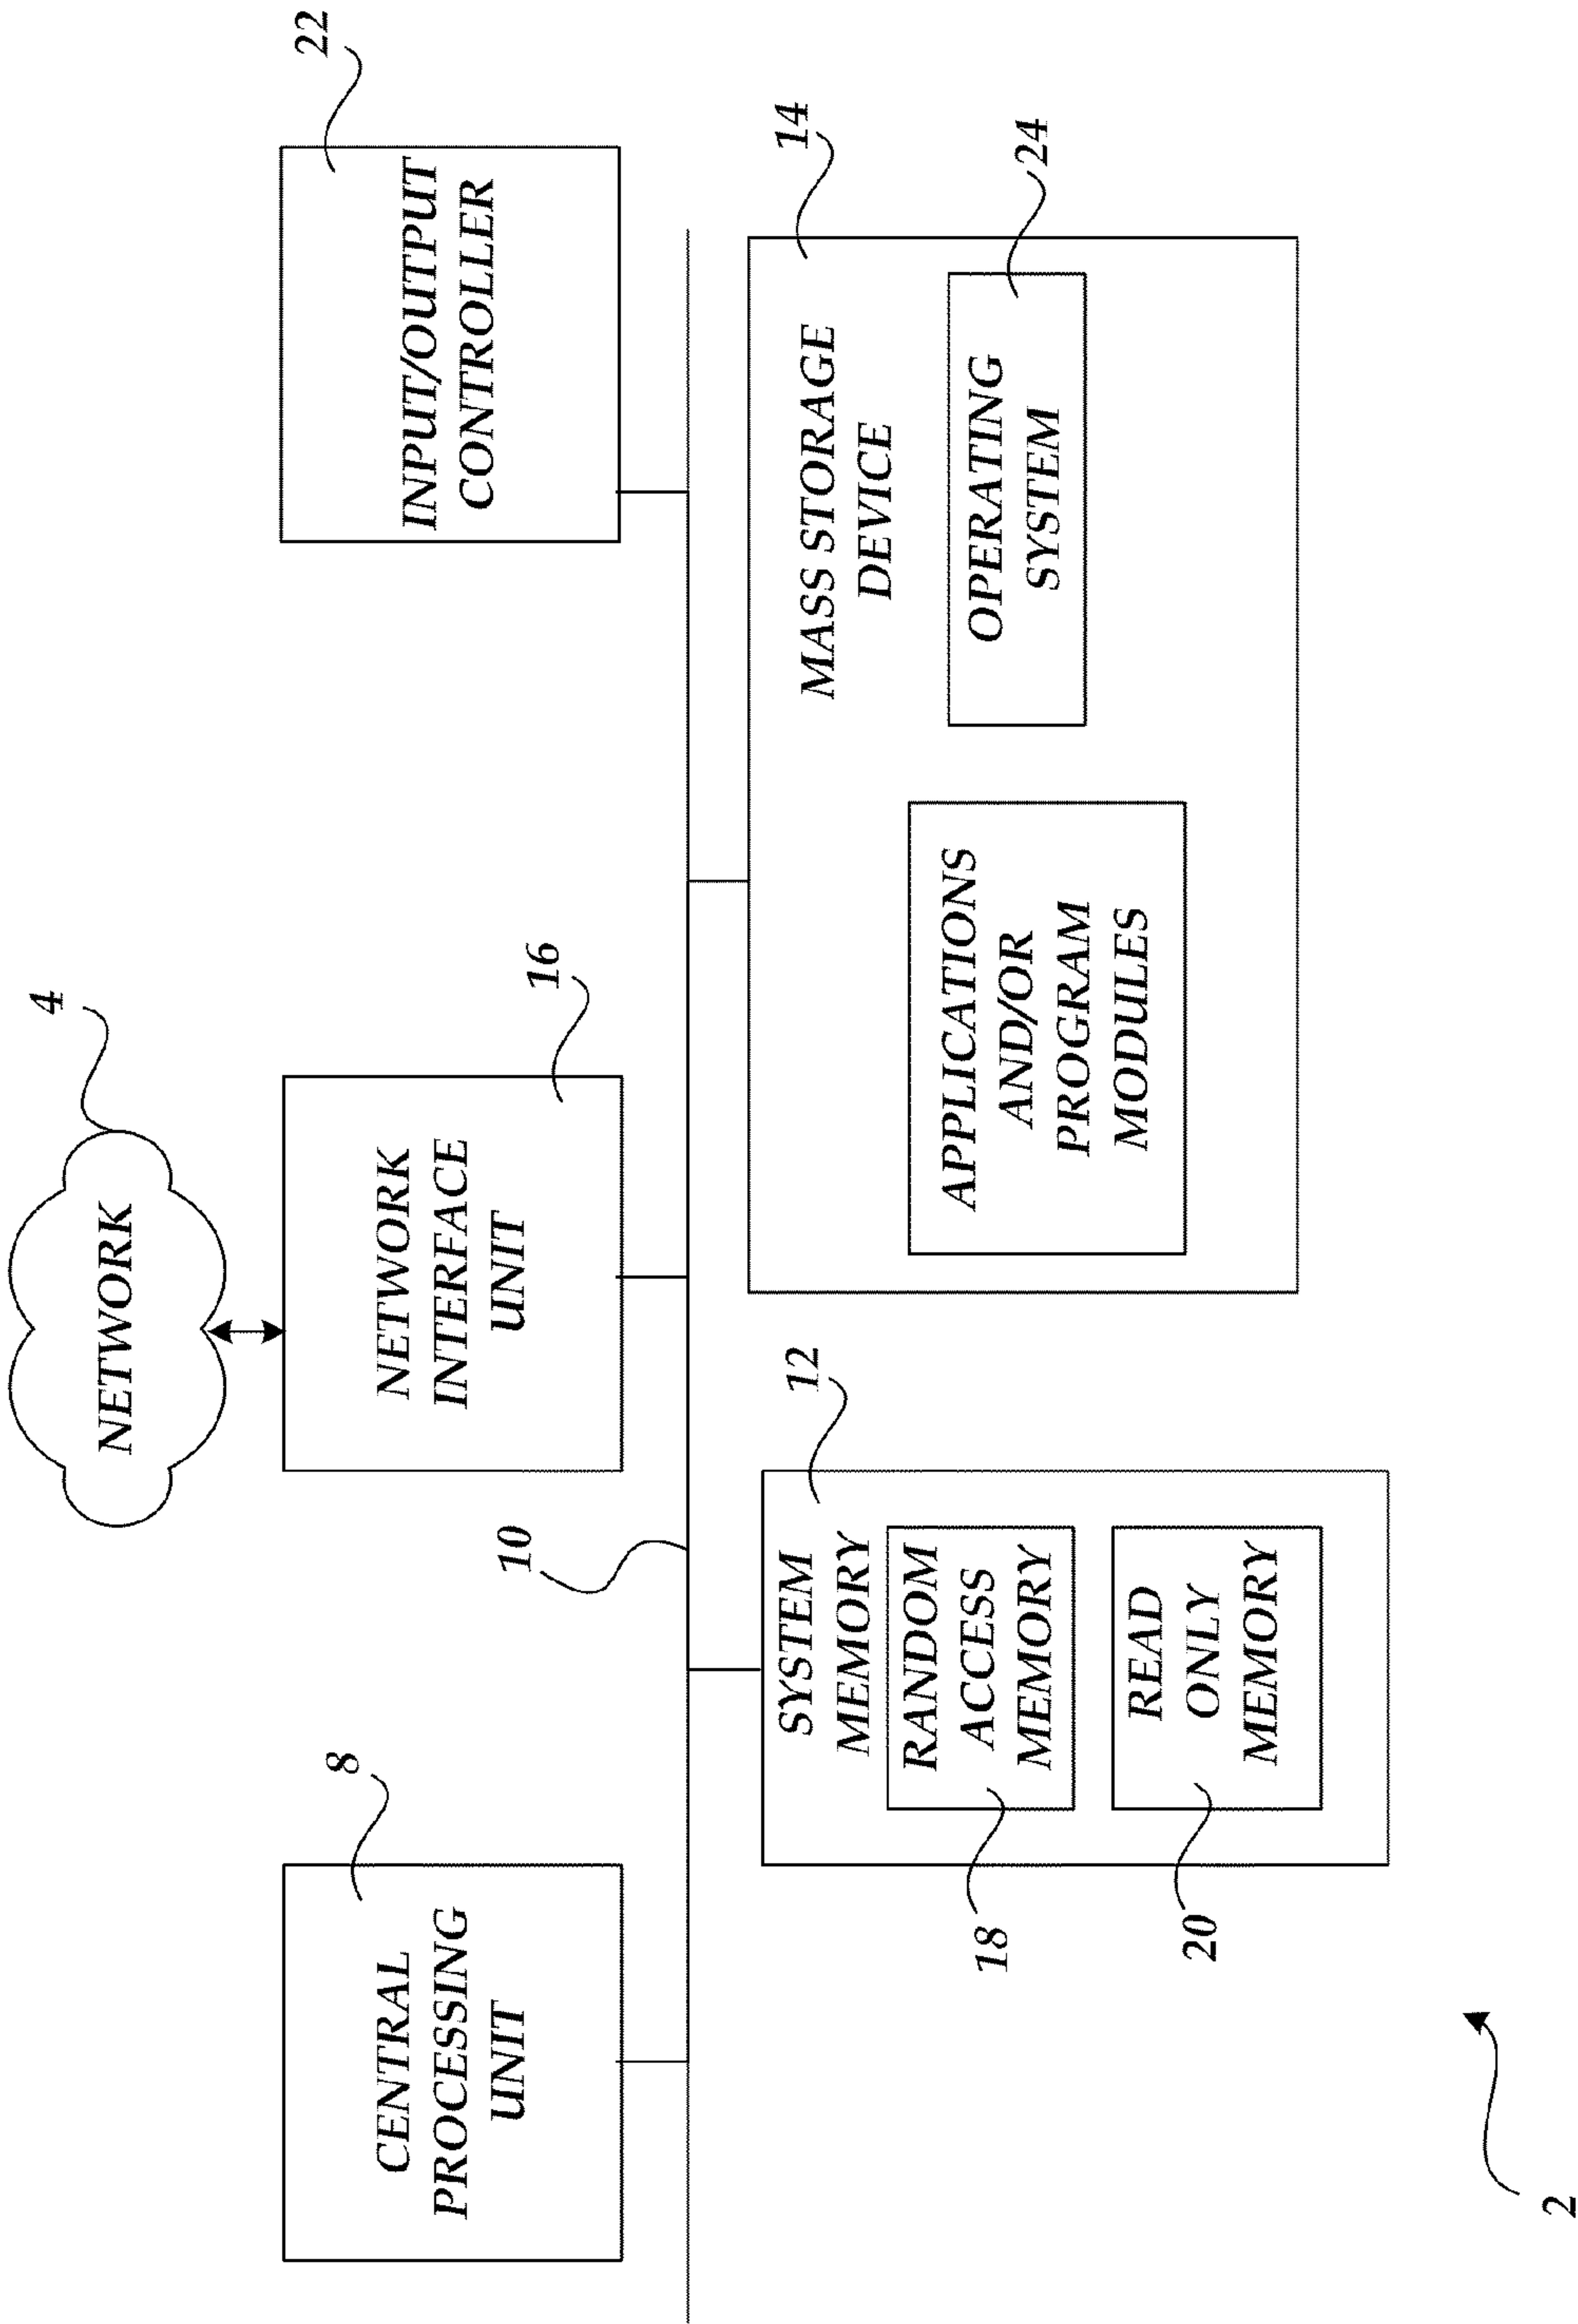 4
NETWORK
8
CENTRAL
PROCESSING
UNIT
16
NETWORK
INTERFACE
UNIT
22
INPUT/OUTPUT
CONTROLLER
10
12
SYSTEM
MEMORY
RANDOM
ACCESS
MEMORY
18
READ
ONLY
MEMORY
20
14
MASS STORAGE
DEVICE
24
OPERATING
SYSTEM
APPLICATIONS
AND/OR
PROGRAM
MODULES
2